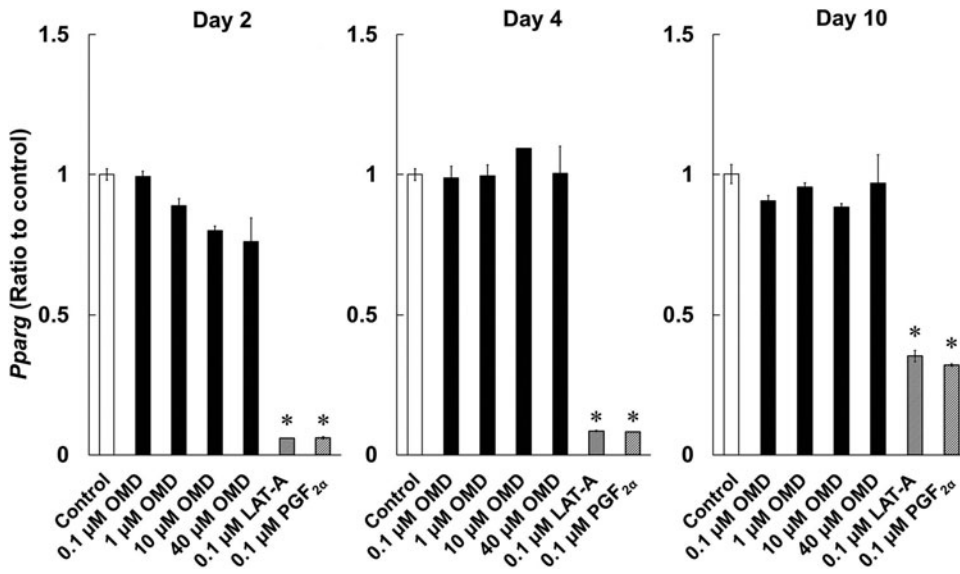 Day 2
Day 4
Day 10
Pparg (Ratio to control)
1.5
1
0.5
0
* *
Control
0.1 µM OMD
1 µM OMD
10 µM OMD
40 µM OMD
0.1 µM LAT-A
0.1 µM PGF2α
1.5
1
0.5
0
* *
Control
0.1 µM OMD
1 µM OMD
10 µM OMD
40 µM OMD
0.1 µM LAT-A
0.1 µM PGF2α
1.5
1
0.5
0
* *
Control
0.1 µM OMD
1 µM OMD
10 µM OMD
40 µM OMD
0.1 µM LAT-A
0.1 µM PGF2α